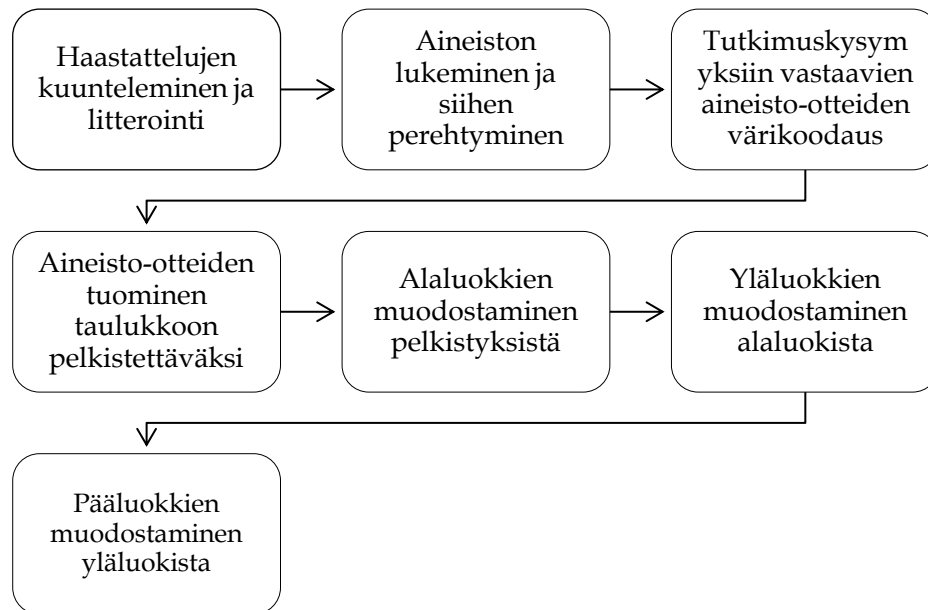 Haastattelujen
kuunteleminen ja
litterointi
Aineiston
lukeminen ja
siihen
perehtyminen
Tutkimuskysym
yksiin vastaavien
aineisto-otteiden
värikoodaus
Aineisto-otteiden
tuominen
taulukkoon
pelkistettäväksi
Alaluokkien
muodostaminen
pelkistyksistä
Yläluokkien
muodostaminen
alaluokista
Pääluokkien
muodostaminen
yläluokista